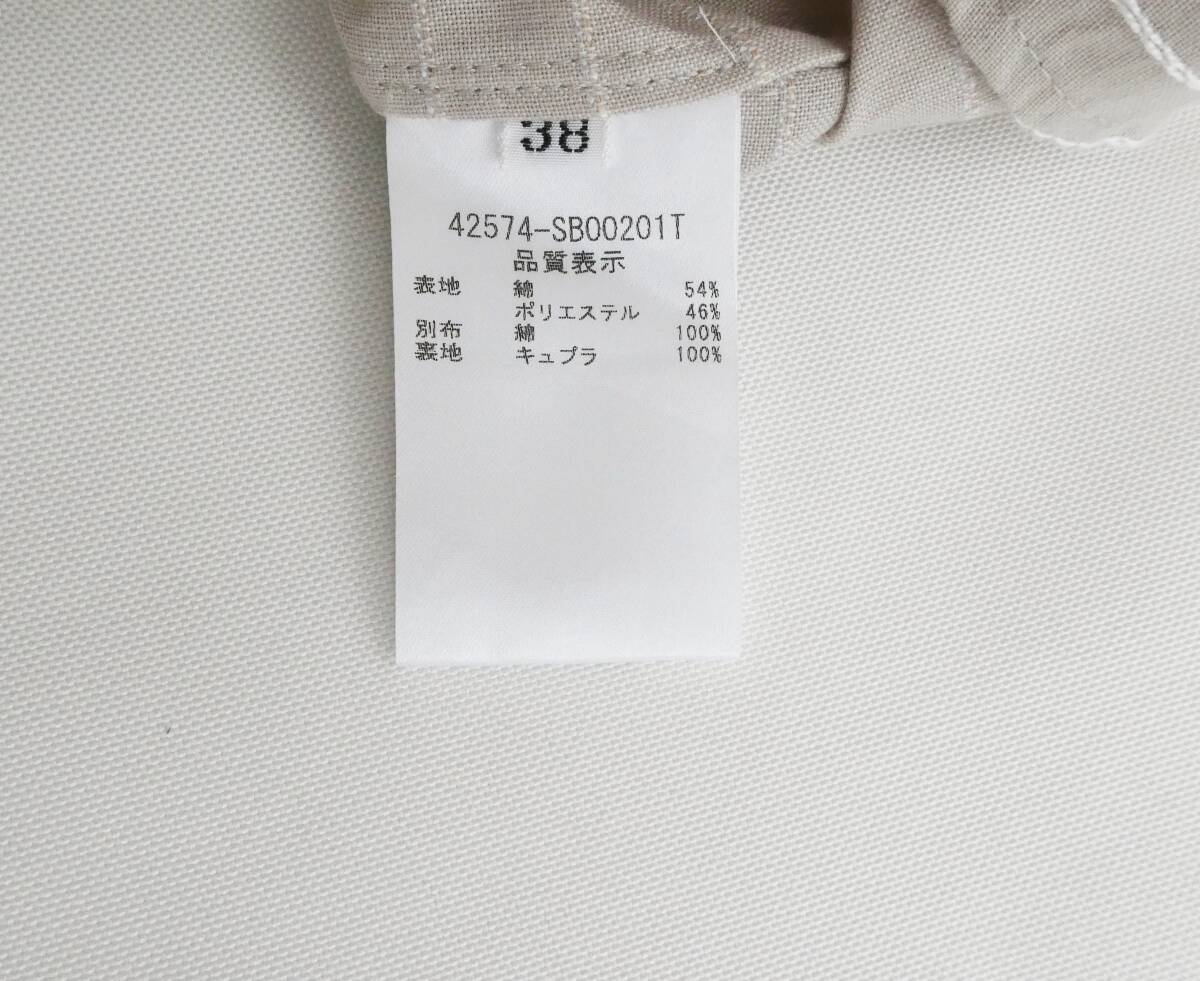 38
42574-SB00201T
品質表示
表地 綿 54%
ポリエステル 46%
別布 綿 100%
裏地 キュプラ 100%